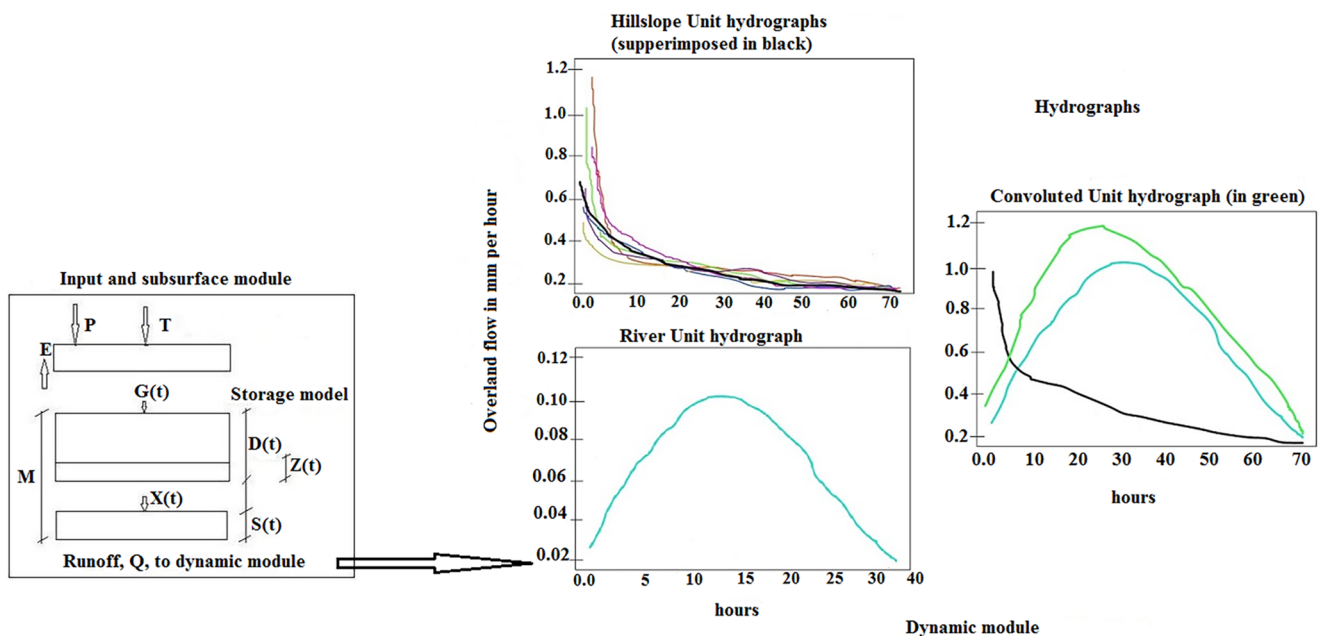 Hillslope Unit hydrographs
(supperimposed in black)
1.2
1.0
0.8
0.6
0.4
0.2
0.0 10 20 30 40 50 60 70
Hydrographs
Convoluted Unit hydrograph (in green)
1.2
1.0
0.8
0.6
0.4
0.2
0.0 10 20 30 40 50 60 70
hours
Overland flow in mm per hour
River Unit hydrograph
0.12
0.10
0.08
0.06
0.04
0.02
0.0 5 10 15 20 25 30 40
hours
Input and subsurface module
P T
E
G(t)
Storage model
D(t)
Z(t)
M
X(t)
S(t)
Runoff, Q, to dynamic module
Dynamic module